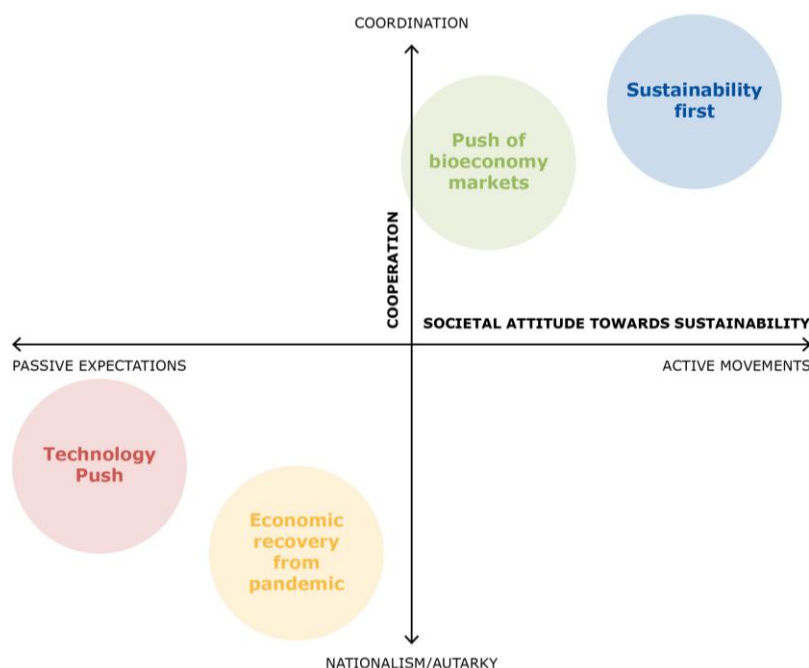 COORDINATION
Sustainability
first
Push of
bioeconomy
markets
COOPERATION
SOCIETAL ATTITUDE TOWARDS SUSTAINABILITY
PASSIVE EXPECTATIONS
ACTIVE MOVEMENTS
Technology
Push
Economic
recovery
from
pandemic
NATIONALISM/AUTARKY